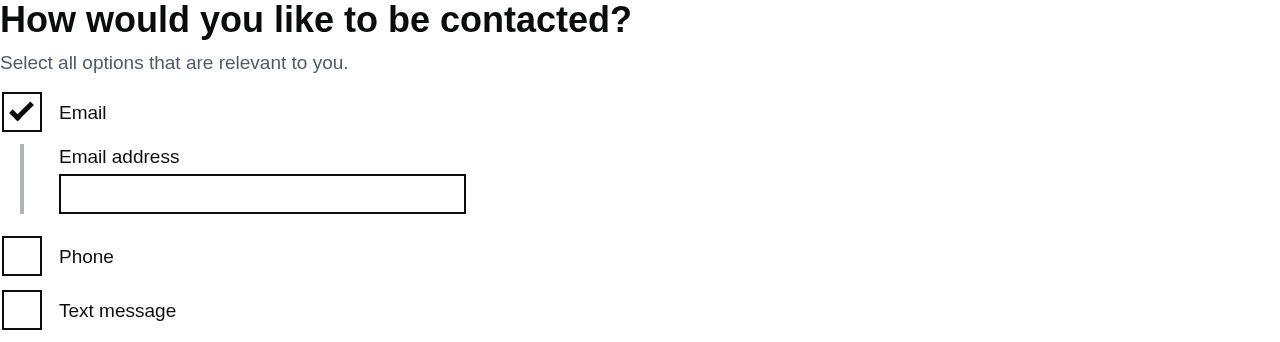 How would you like to be contacted?
Select all options that are relevant to you.
Email
Email address
Phone
Text message